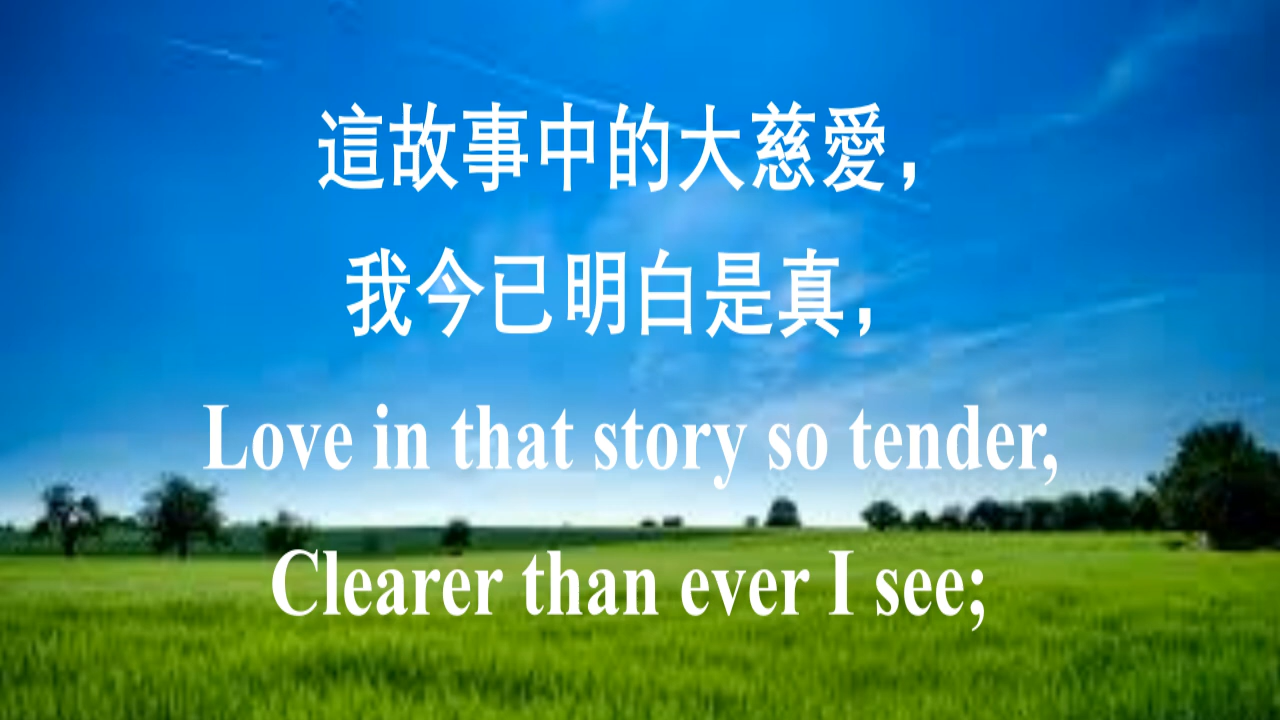 這故事中的大慈愛，
我今已明白是真，
Love in that story so tender,
Clearer than ever I see;